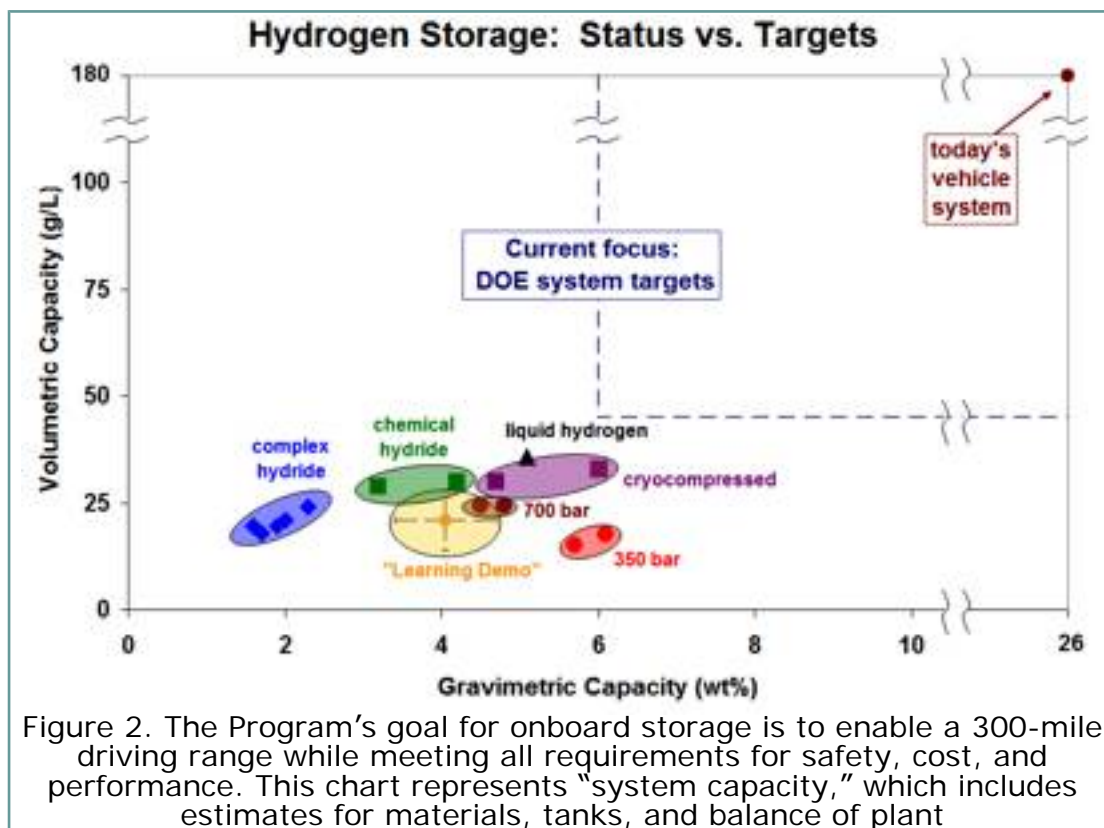 Hydrogen Storage: Status vs. Targets
180
100
75
50
25
0
Volumetric Capacity (g/L)
today's
vehicle
system
Current focus:
DOE system targets
complex
hydride
chemical
hydride
liquid hydrogen
cryocompressed
700 bar
350 bar
"Learning Demo"
0 2 4 6 8 10 26
Gravimetric Capacity (wt%)
Figure 2. The Program’s goal for onboard storage is to enable a 300-mile
driving range while meeting all requirements for safety, cost, and
performance. This chart represents “system capacity,” which includes
estimates for materials, tanks, and balance of plant